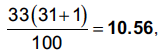 33(31+1)
100
= 10.56,